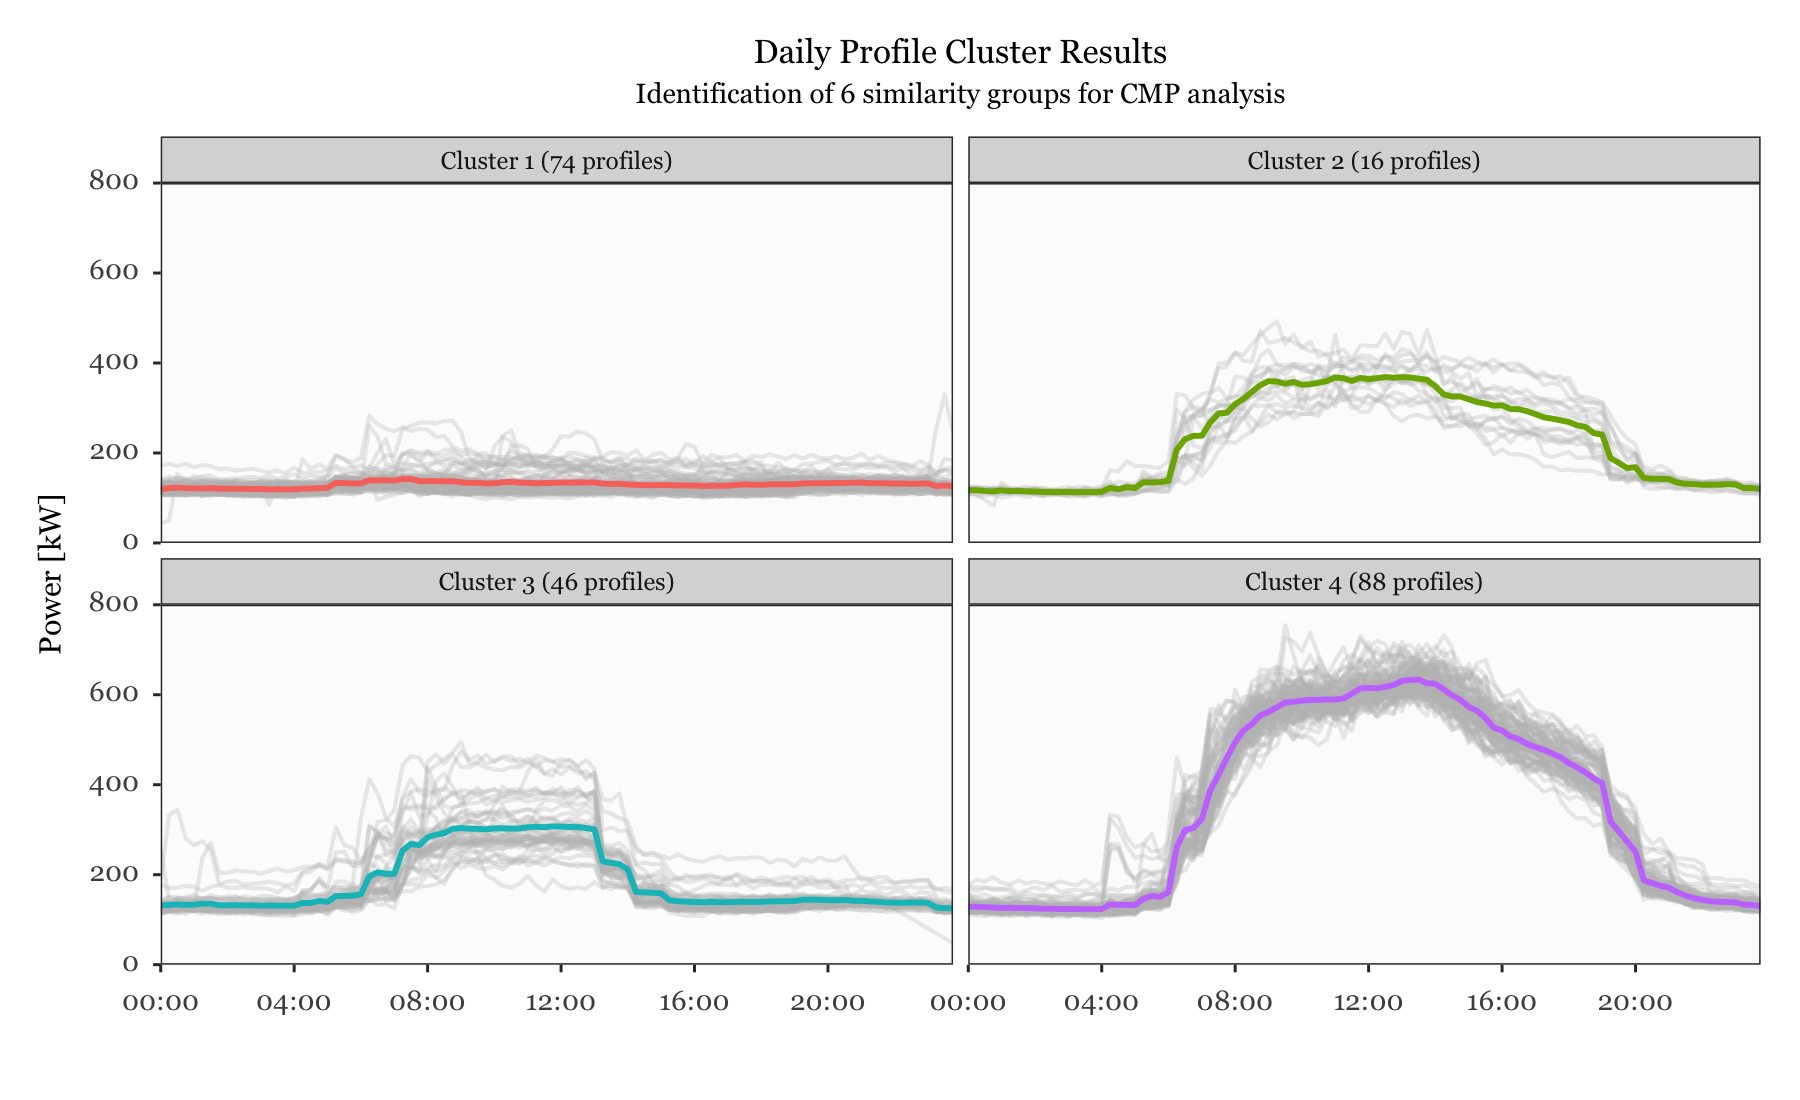 Daily Profile Cluster Results
Identification of 6 similarity groups for CMP analysis
Cluster 1 (74 profiles)
Cluster 2 (16 profiles)
800
600
400
200
0
Power [kW]
Cluster 3 (46 profiles)
Cluster 4 (88 profiles)
800
600
400
200
0
00:00 04:00 08:00 12:00 16:00 20:00 00:00 04:00 08:00 12:00 16:00 20:00